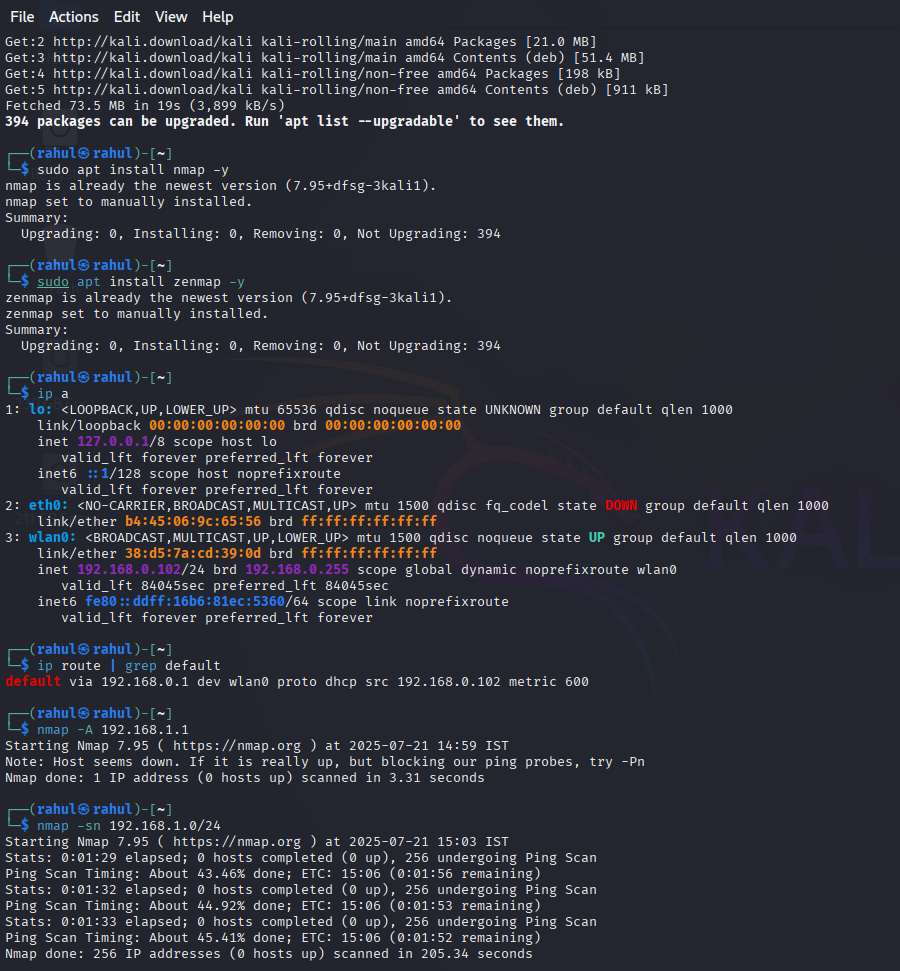 File Actions Edit View Help
Get:2 http://kali.download/kali kali-rolling/main amd64 Packages [21.0 MB]
Get:3 http://kali.download/kali kali-rolling/main amd64 Contents (deb) [51.4 MB]
Get:4 http://kali.download/kali kali-rolling/non-free amd64 Packages [198 kB]
Get:5 http://kali.download/kali kali-rolling/non-free amd64 Contents (deb) [911 kB]
Fetched 73.5 MB in 19s (3,899 kB/s)
394 packages can be upgraded. Run 'apt list --upgradable' to see them.
┌──(rahul㉿rahul)-[~]
└─$ sudo apt install nmap -y
nmap is already the newest version (7.95+dfsg-3kali1).
nmap set to manually installed.
Summary:
  Upgrading: 0, Installing: 0, Removing: 0, Not Upgrading: 394
┌──(rahul㉿rahul)-[~]
└─$ sudo apt install zenmap -y
zenmap is already the newest version (7.95+dfsg-3kali1).
zenmap set to manually installed.
Summary:
  Upgrading: 0, Installing: 0, Removing: 0, Not Upgrading: 394
┌──(rahul㉿rahul)-[~]
└─$ ip a
1: lo: <LOOPBACK,UP,LOWER_UP> mtu 65536 qdisc noqueue state UNKNOWN group default qlen 1000
    link/loopback 00:00:00:00:00:00 brd 00:00:00:00:00:00
    inet 127.0.0.1/8 scope host lo
       valid_lft forever preferred_lft forever
    inet6 ::1/128 scope host noprefixroute
       valid_lft forever preferred_lft forever
2: eth0: <NO-CARRIER,BROADCAST,MULTICAST,UP> mtu 1500 qdisc fq_codel state DOWN group default qlen 1000
    link/ether b4:45:06:9c:65:56 brd ff:ff:ff:ff:ff:ff
3: wlan0: <BROADCAST,MULTICAST,UP,LOWER_UP> mtu 1500 qdisc noqueue state UP group default qlen 1000
    link/ether 38:d5:7a:cd:39:0d brd ff:ff:ff:ff:ff:ff
    inet 192.168.0.102/24 brd 192.168.0.255 scope global dynamic noprefixroute wlan0
       valid_lft 84045sec preferred_lft 84045sec
    inet6 fe80::ddff:16b6:81ec:5360/64 scope link noprefixroute
       valid_lft forever preferred_lft forever
┌──(rahul㉿rahul)-[~]
└─$ ip route | grep default
default via 192.168.0.1 dev wlan0 proto dhcp src 192.168.0.102 metric 600
┌──(rahul㉿rahul)-[~]
└─$ nmap -A 192.168.1.1
Starting Nmap 7.95 ( https://nmap.org ) at 2025-07-21 14:59 IST
Note: Host seems down. If it is really up, but blocking our ping probes, try -Pn
Nmap done: 1 IP address (0 hosts up) scanned in 3.31 seconds
┌──(rahul㉿rahul)-[~]
└─$ nmap -sn 192.168.1.0/24
Starting Nmap 7.95 ( https://nmap.org ) at 2025-07-21 15:03 IST
Stats: 0:01:29 elapsed; 0 hosts completed (0 up), 256 undergoing Ping Scan
Ping Scan Timing: About 43.46% done; ETC: 15:06 (0:01:56 remaining)
Stats: 0:01:32 elapsed; 0 hosts completed (0 up), 256 undergoing Ping Scan
Ping Scan Timing: About 44.92% done; ETC: 15:06 (0:01:53 remaining)
Stats: 0:01:33 elapsed; 0 hosts completed (0 up), 256 undergoing Ping Scan
Ping Scan Timing: About 45.41% done; ETC: 15:06 (0:01:52 remaining)
Nmap done: 256 IP addresses (0 hosts up) scanned in 205.34 seconds